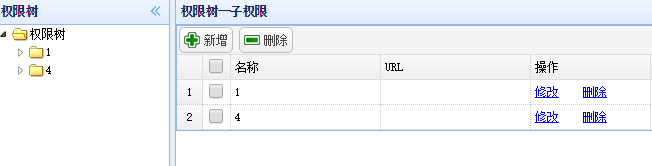 权限树
权限树
1
4
权限树—子权限
新增 删除
名称 URL 操作
1 1 修改 删除
2 4 修改 删除